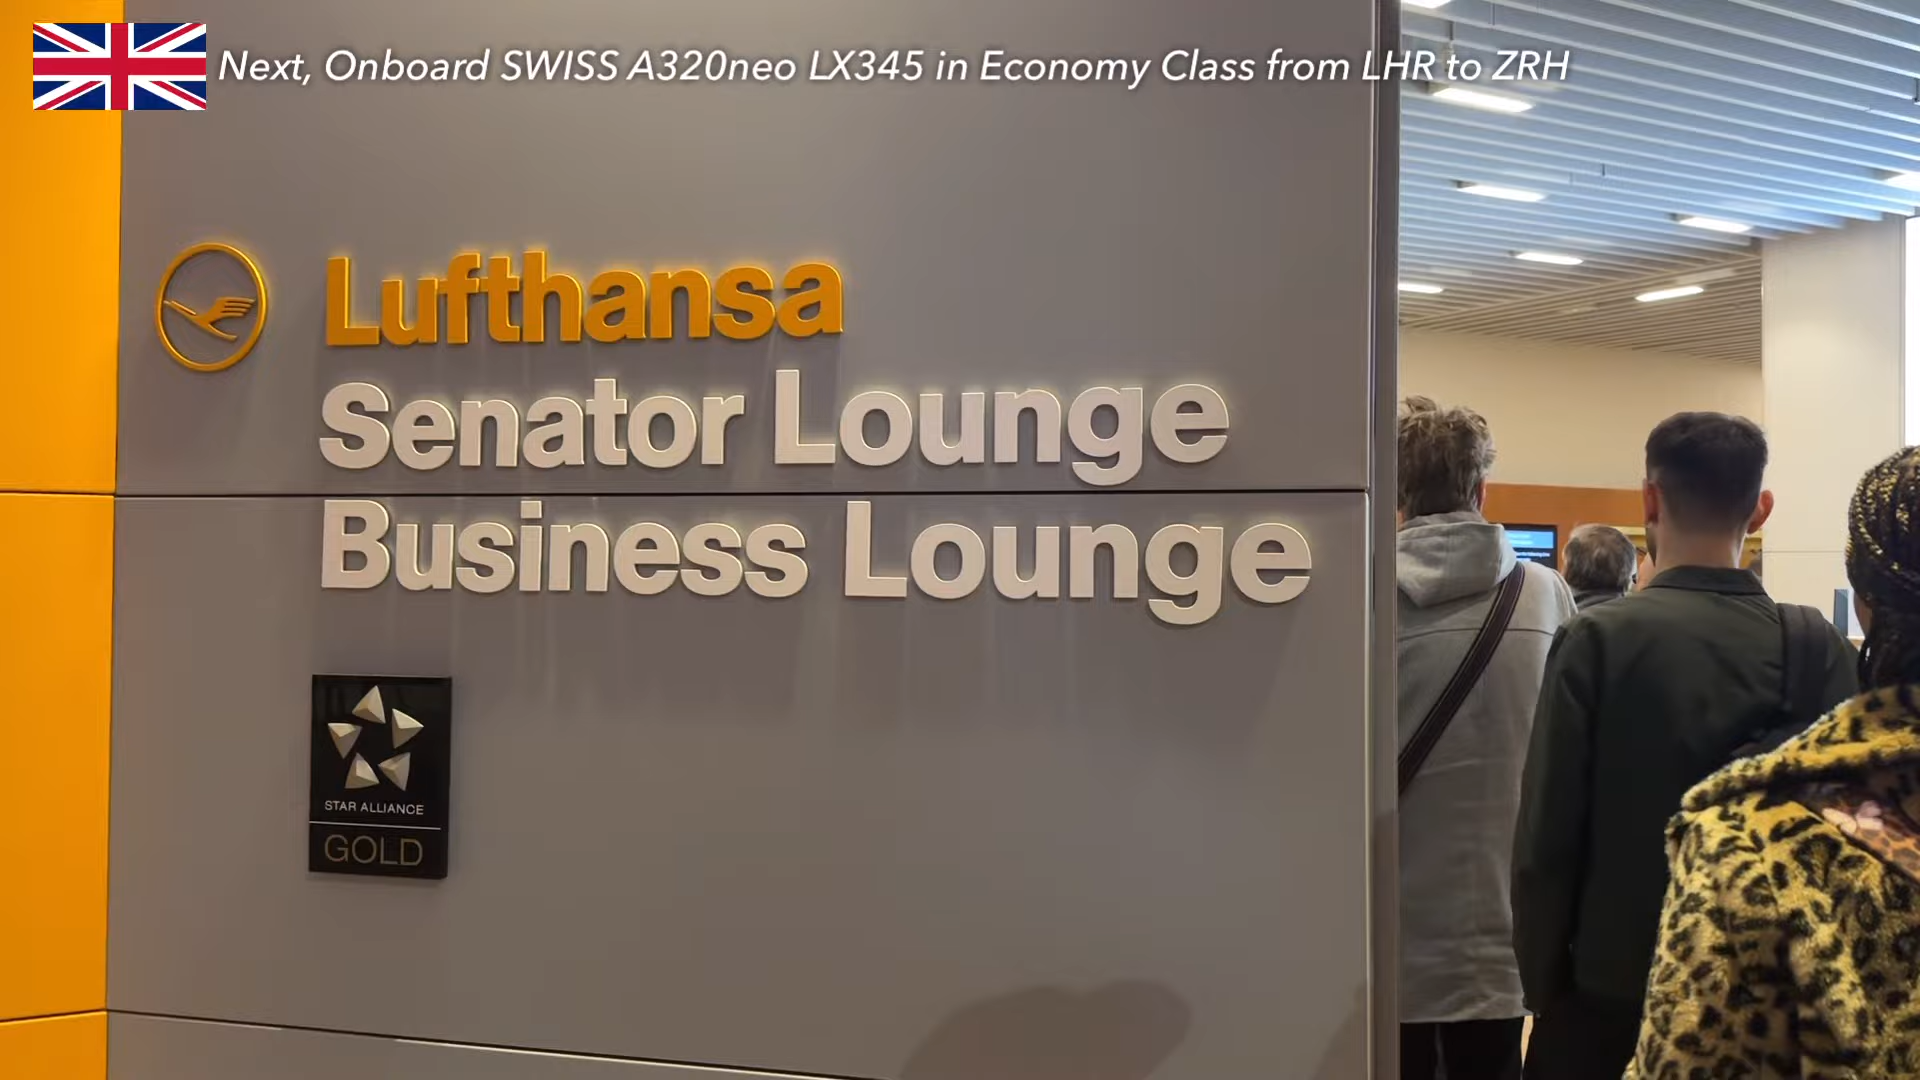 Next, Onboard SWISS A320neo LX345 in Economy Class from LHR to ZRH
Lufthansa
Senator Lounge
Business Lounge
STAR ALLIANCE
GOLD